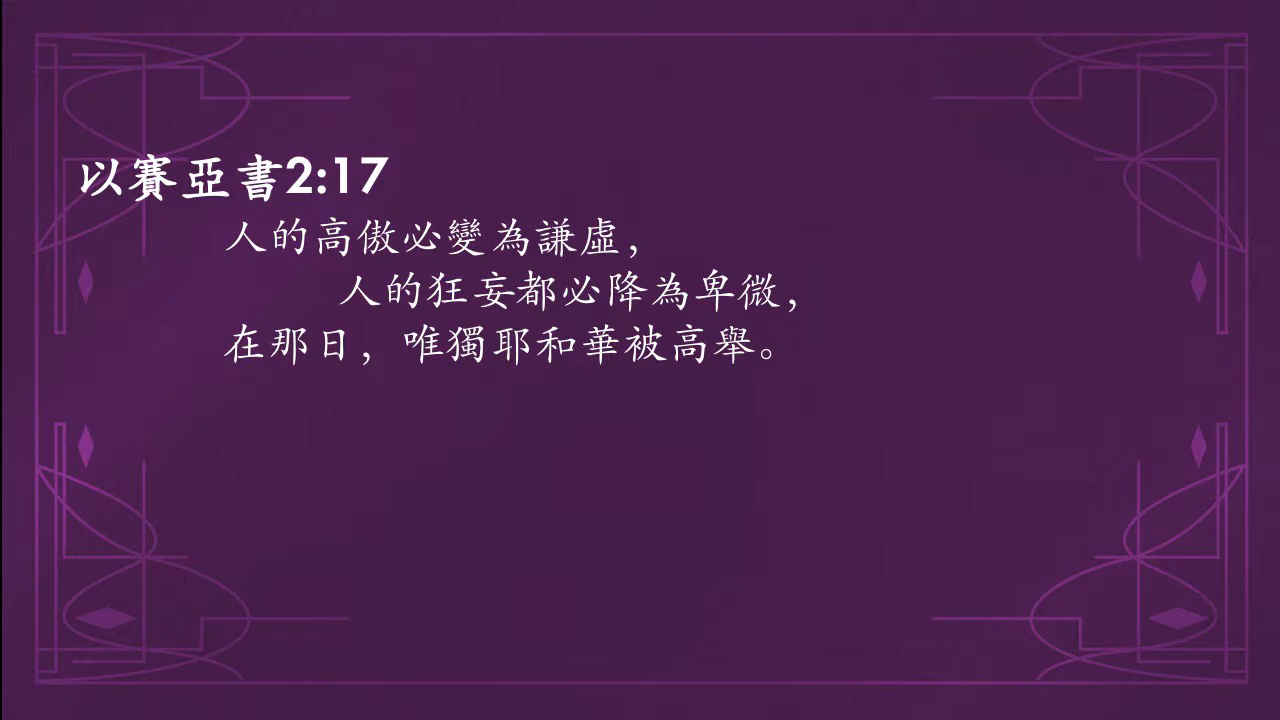 以賽亞書2:17
人的高傲必變為謙虛，
人的狂妄都必降為卑微，
在那日，唯獨耶和華被高舉。